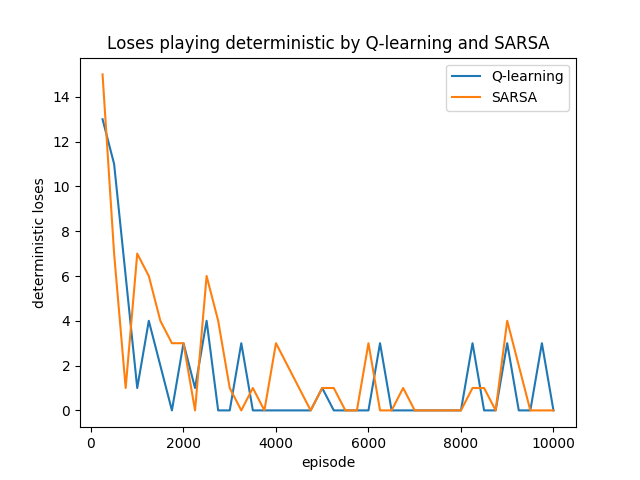 Loses playing deterministic by Q-learning and SARSA
Q-learning
SARSA
deterministic loses
14
12
10
8
6
4
2
0
0 2000 4000 6000 8000 10000
episode